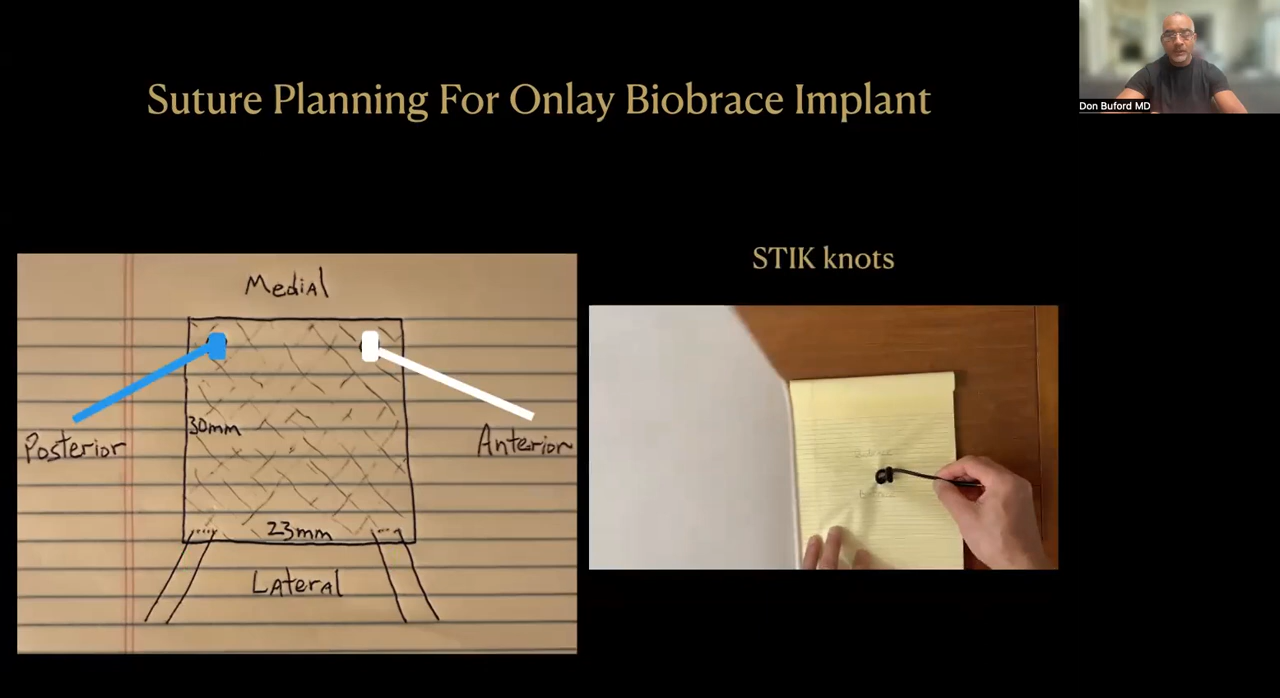 Suture Planning For Onlay Biobrace Implant
Don Buford MD
STIK knots
Medial
30mm
Posterior
Anterior
23mm
Lateral